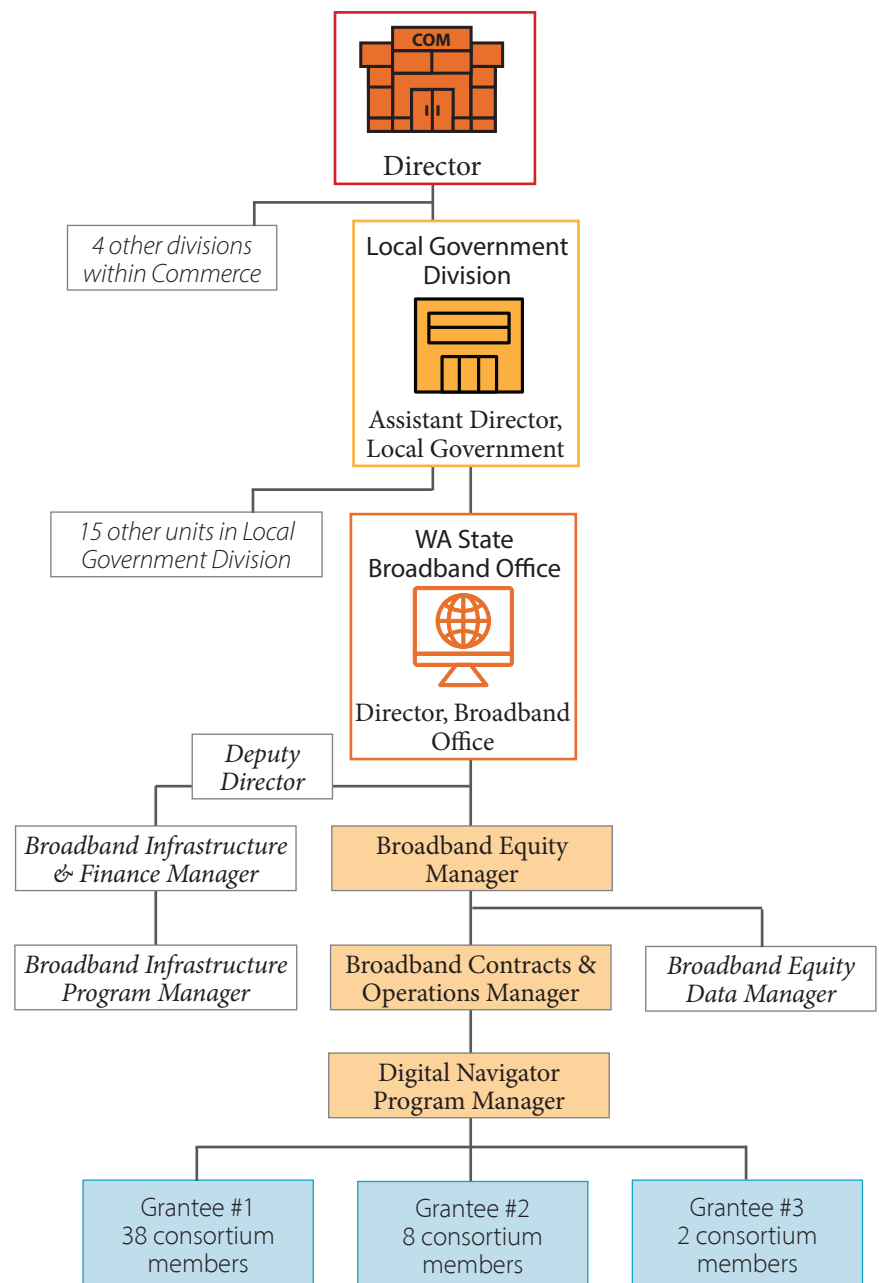 COM
Director
4 other divisions
within Commerce
Local Government
Division
Assistant Director,
Local Government
15 other units in Local
Government Division
WA State
Broadband Office
Director, Broadband
Office
Deputy
Director
Broadband Infrastructure
& Finance Manager
Broadband Equity
Manager
Broadband Infrastructure
Program Manager
Broadband Contracts &
Operations Manager
Broadband Equity
Data Manager
Digital Navigator
Program Manager
Grantee #1
38 consortium
members
Grantee #2
8 consortium
members
Grantee #3
2 consortium
members